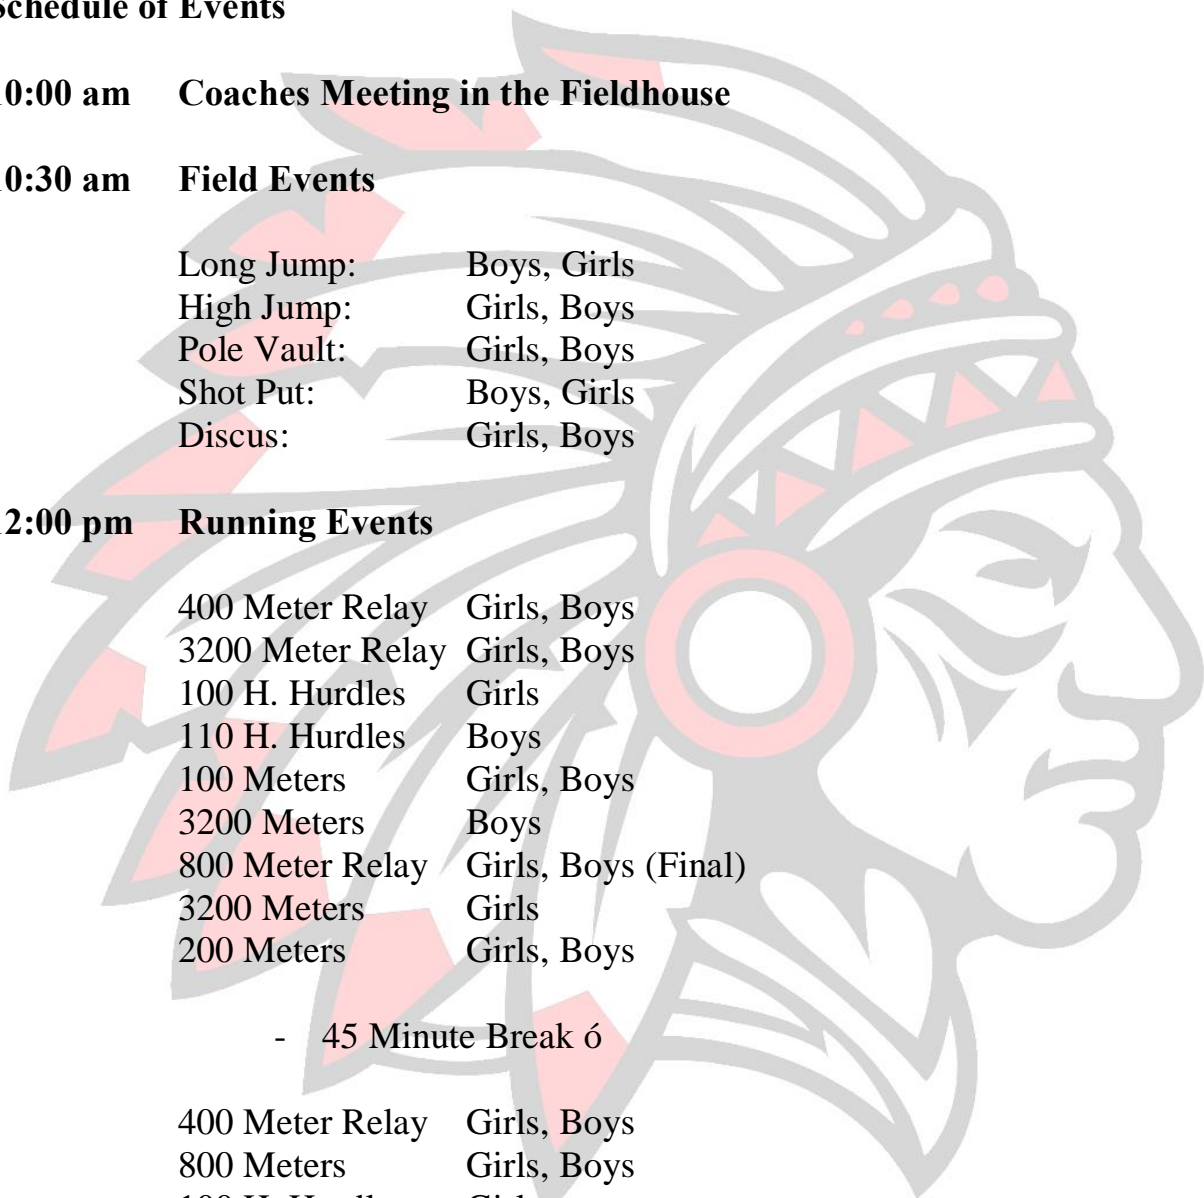 Schedule of Events
10:00 am Coaches Meeting in the Fieldhouse
10:30 am Field Events
Long Jump: Boys, Girls
High Jump: Girls, Boys
Pole Vault: Girls, Boys
Shot Put: Boys, Girls
Discus: Girls, Boys
12:00 pm Running Events
400 Meter Relay Girls, Boys
3200 Meter Relay Girls, Boys
100 H. Hurdles Girls
110 H. Hurdles Boys
100 Meters Girls, Boys
3200 Meters Boys
800 Meter Relay Girls, Boys (Final)
3200 Meters Girls
200 Meters Girls, Boys
- 45 Minute Break ó
400 Meter Relay Girls, Boys
800 Meters Girls, Boys